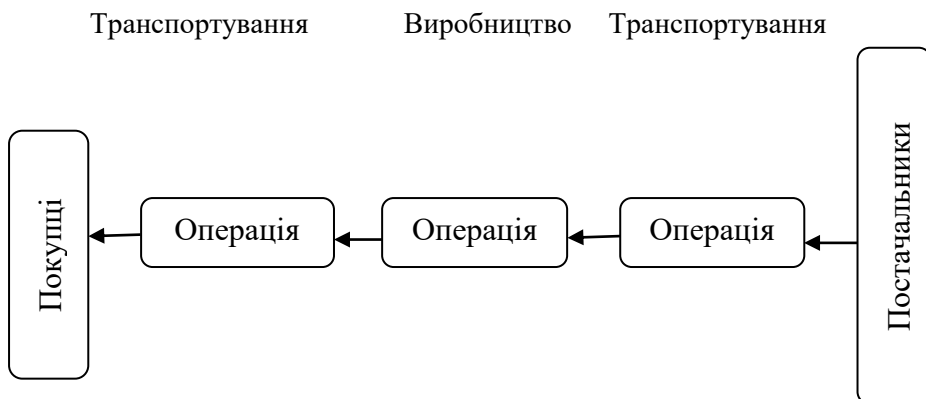 Транспортування Виробництво Транспортування
Покупці
Операція Операція Операція
Постачальники